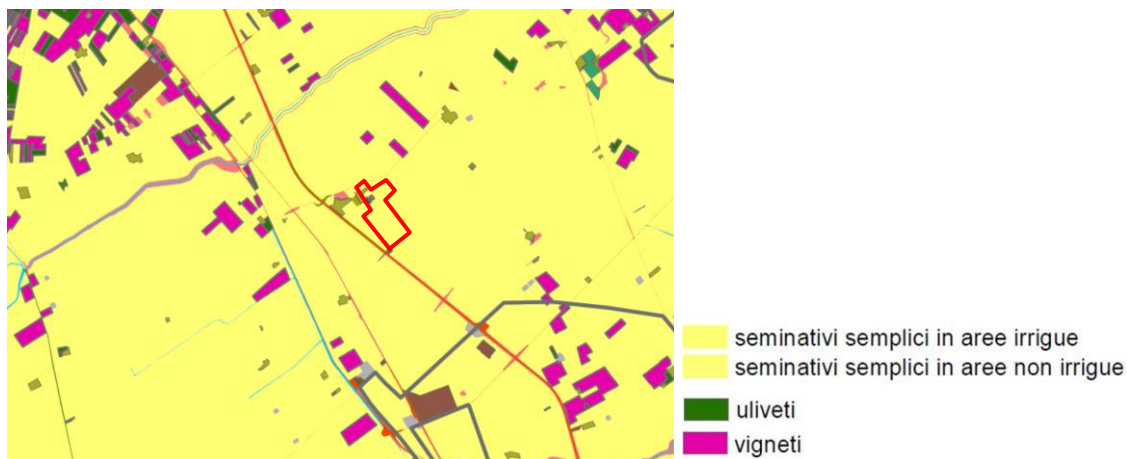 seminativi semplici in aree irrigue
seminativi semplici in aree non irrigue
uliveti
vigneti